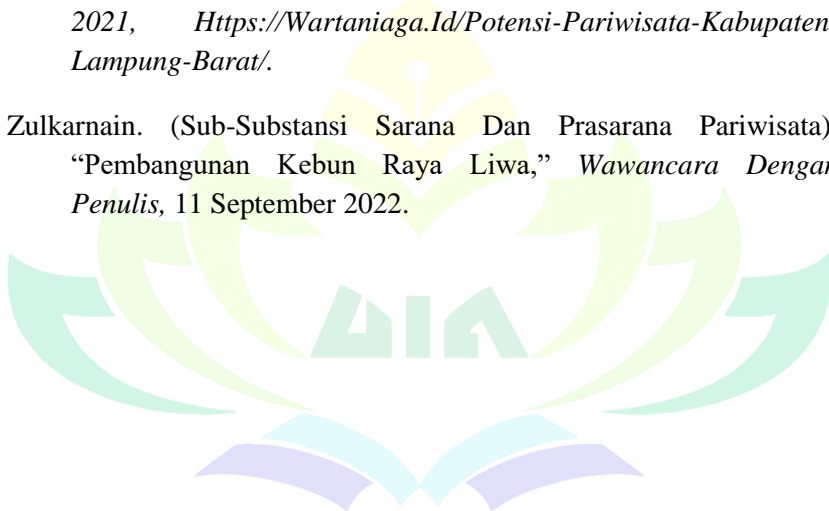 2021, Https://Wartaniaga.Id/Potensi-Pariwisata-Kabupaten
Lampung-Barat/.
Zulkarnain. (Sub-Substansi Sarana Dan Prasarana Pariwisata)
“Pembangunan Kebun Raya Liwa,” Wawancara Dengan
Penulis, 11 September 2022.
UIN